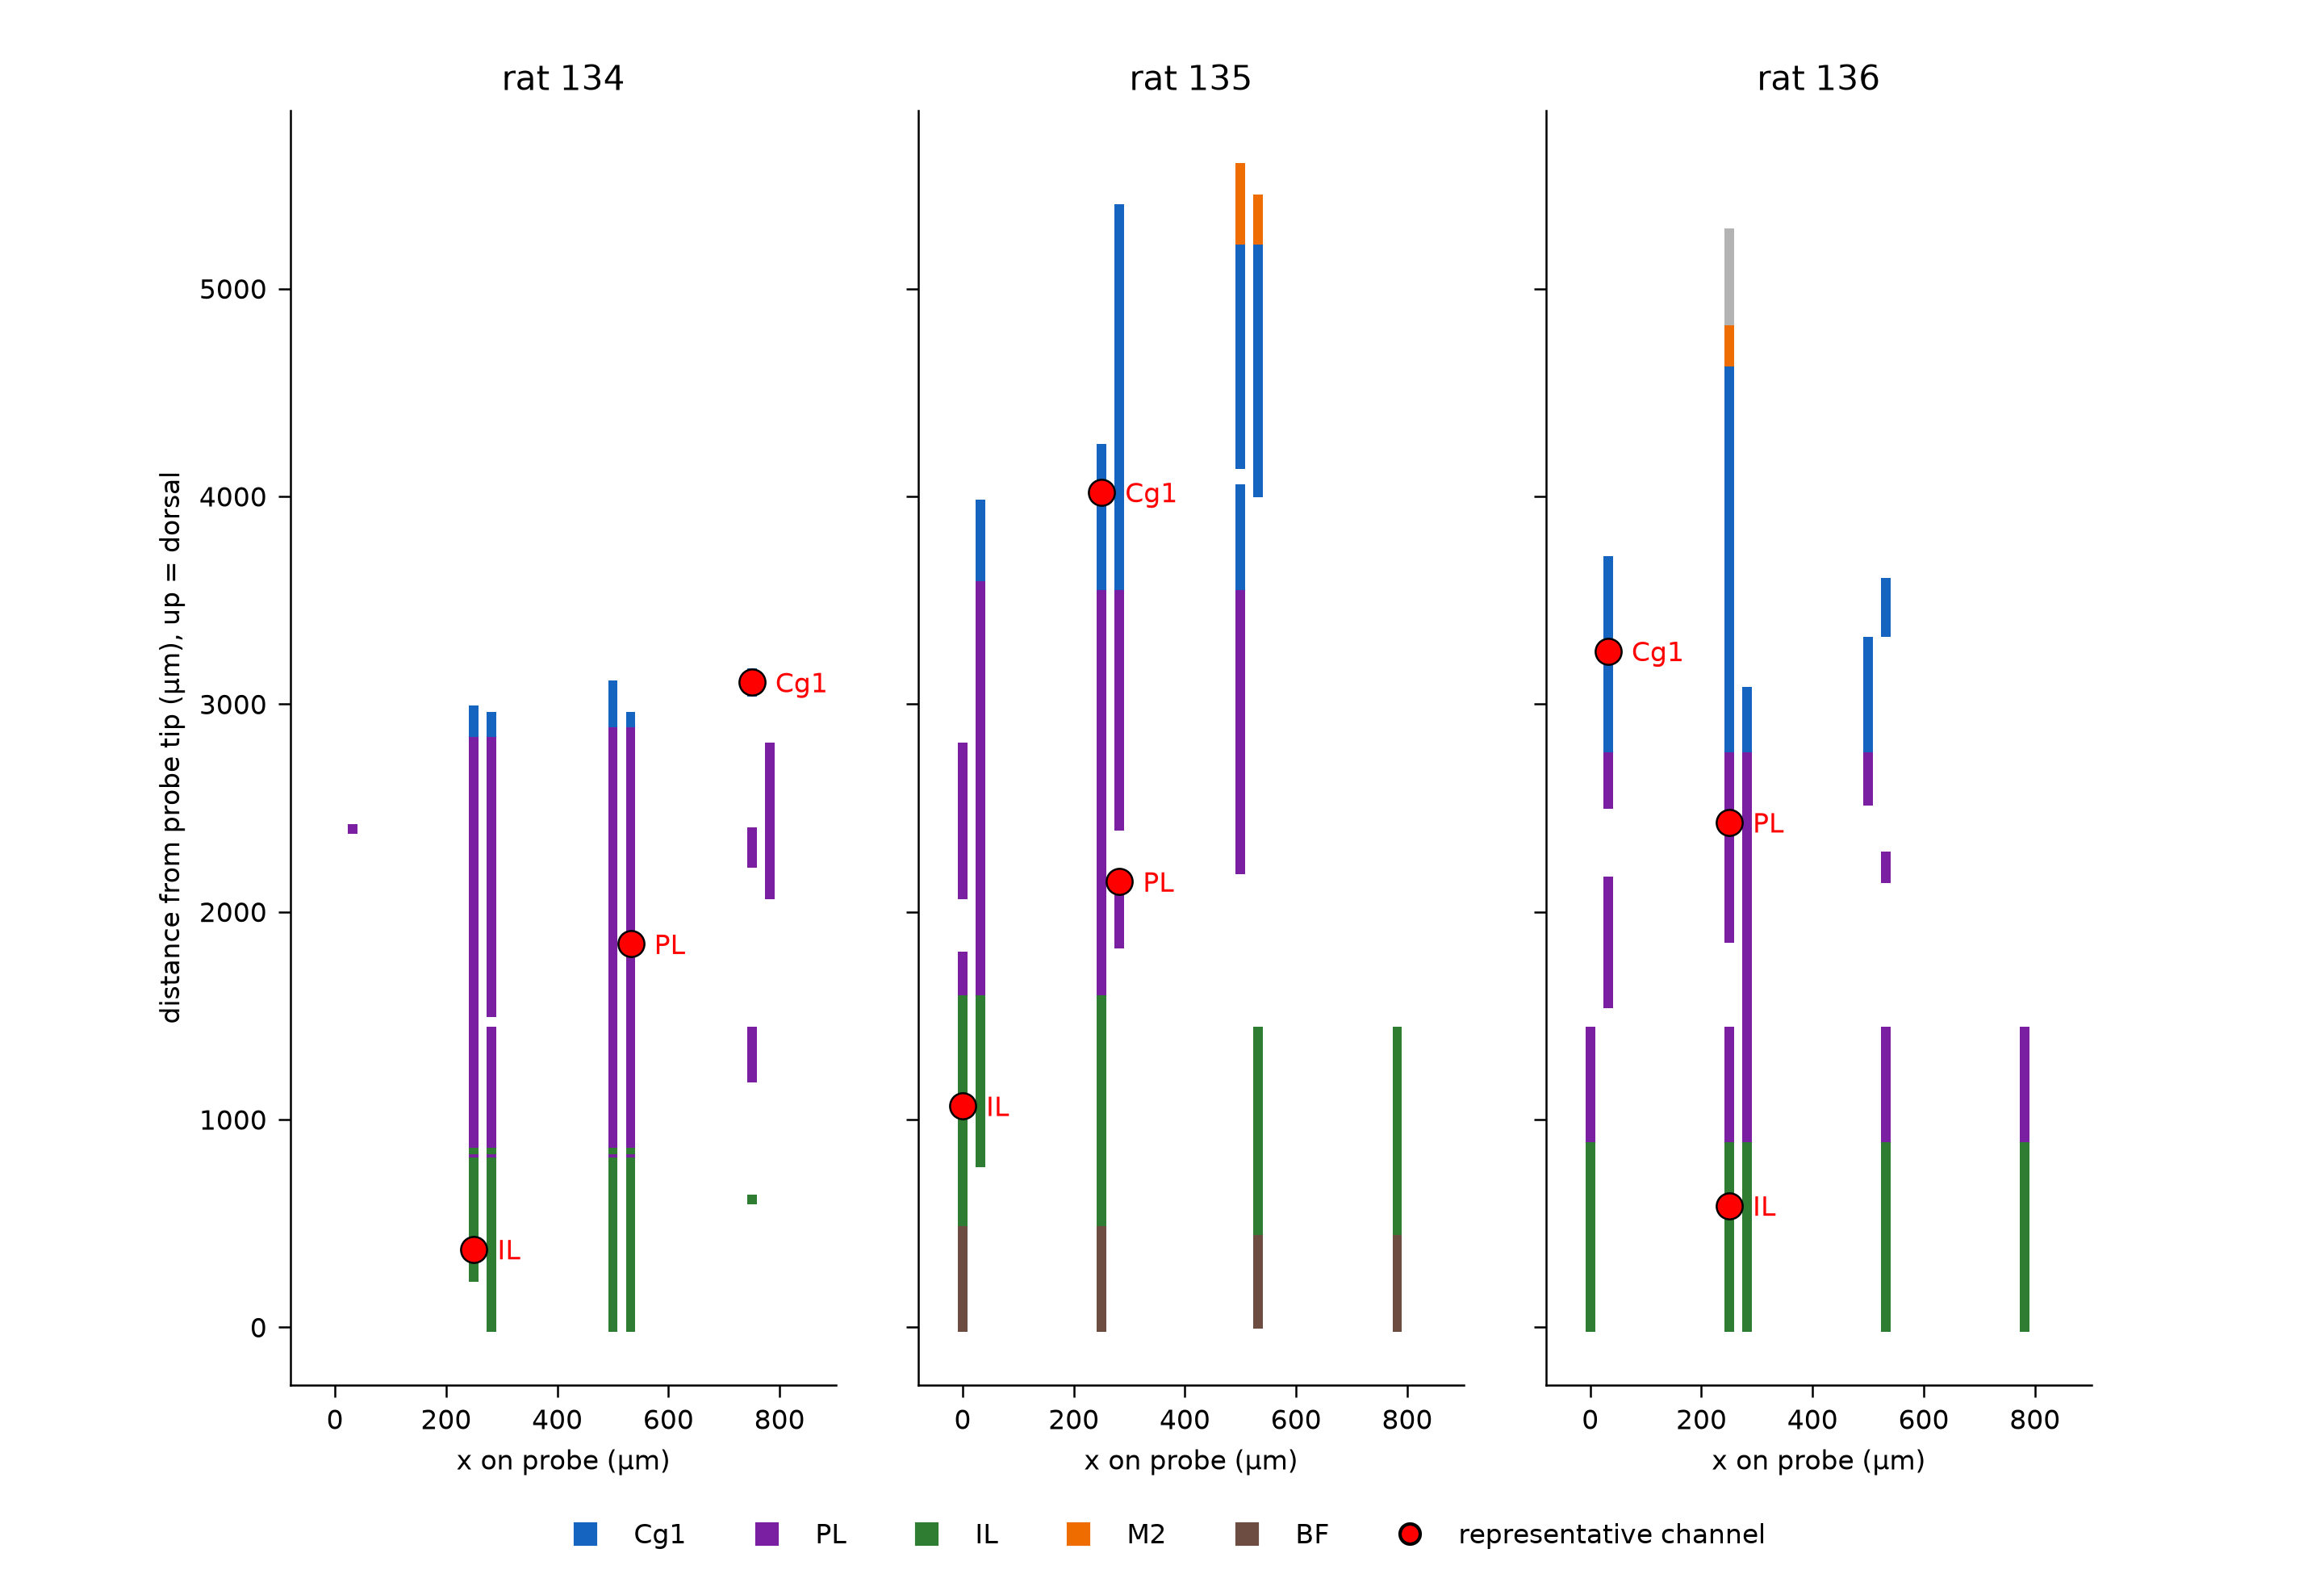 rat 134
rat 135
rat 136
distance from probe tip (µm), up = dorsal
5000
4000
3000
2000
1000
0
Cg1
PL
IL
Cg1
PL
IL
Cg1
PL
IL
0 200 400 600 800
0 200 400 600 800
0 200 400 600 800
x on probe (µm)
x on probe (µm)
x on probe (µm)
Cg1 PL IL M2 BF representative channel